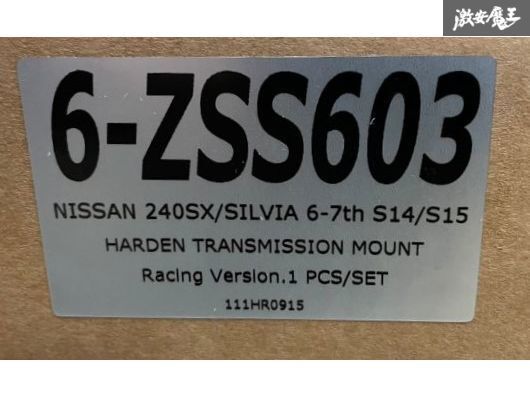 激安魔王
6-ZSS603
NISSAN 240SX/SILVIA 6-7th S14/S15
HARDEN TRANSMISSION MOUNT
Racing Version.1 PCS/SET
111HR0915